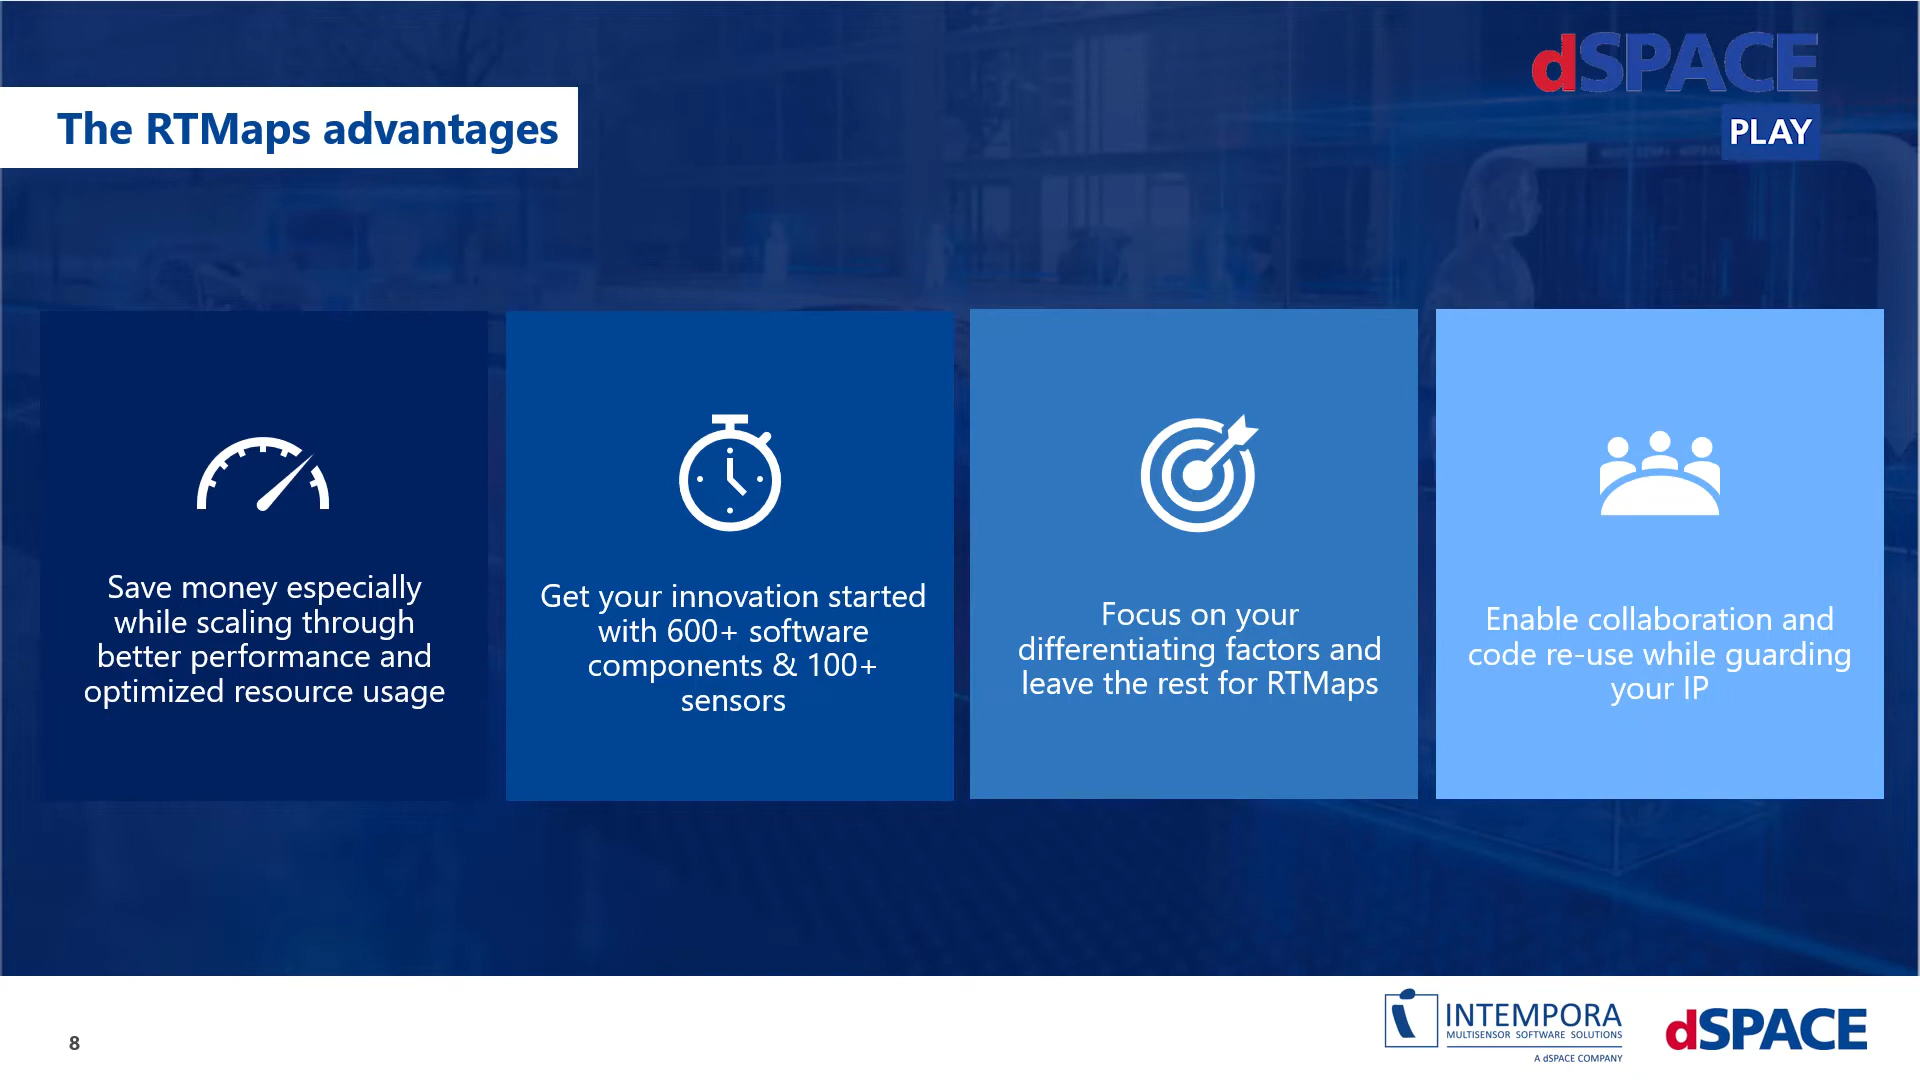 dSPACE
PLAY
The RTMaps advantages
Save money especially
while scaling through
better performance and
optimized resource usage
Get your innovation started
with 600+ software
components & 100+
sensors
Focus on your
differentiating factors and
leave the rest for RTMaps
Enable collaboration and
code re-use while guarding
your IP
8
INTEMPORA
MULTISENSOR SOFTWARE SOLUTIONS
A dSPACE COMPANY
dSPACE